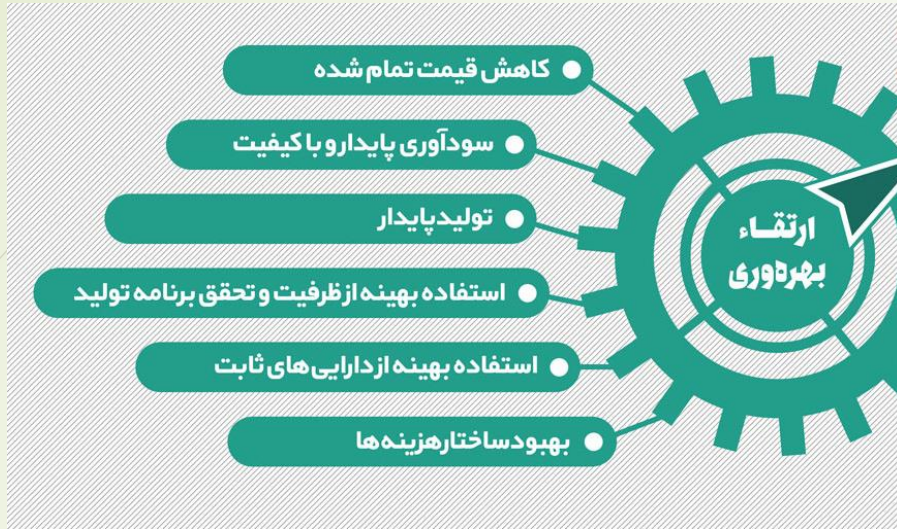 ارتقاء
بهره‌وری
کاهش قیمت تمام شده
سودآوری پایدار و با کیفیت
تولید پایدار
استفاده بهینه از ظرفیت و تحقق برنامه تولید
استفاده بهینه از دارایی‌های ثابت
بهبود ساختار هزینه‌ها